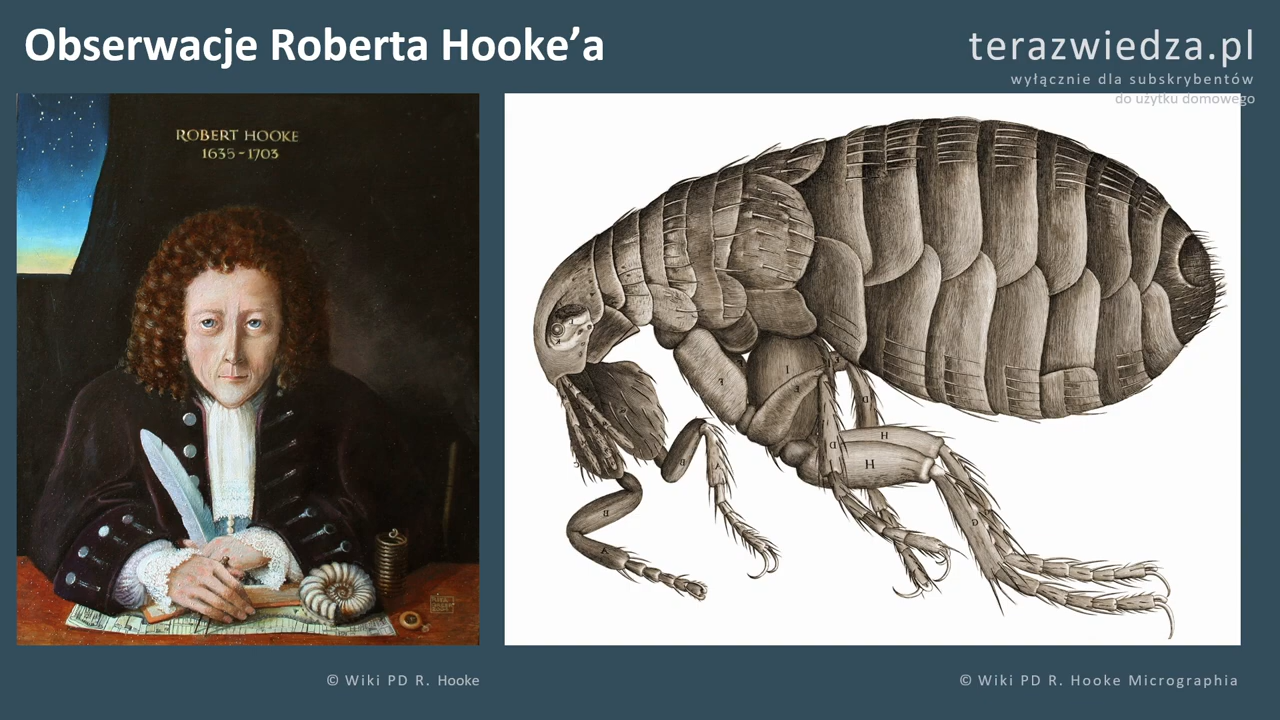 Obserwacje Roberta Hooke’a
terazwiedza.pl
wyłącznie dla subskrybentów
do użytku domowego
ROBERT HOOKE
1635-1703
I
F
D
D
H
H
C
B
A
B
A
G
© Wiki PD R. Hooke
© Wiki PD R. Hooke Micrographia